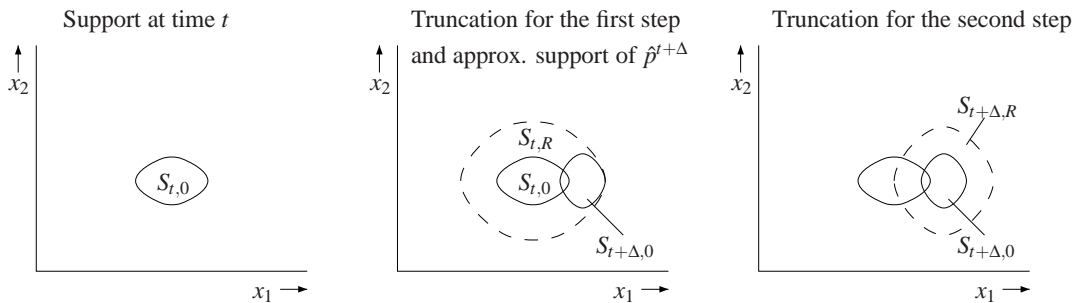 Support at time t
x₂
S_{t,0}
x₁
Truncation for the first step
and approx. support of p̂^{t+Δ}
x₂
S_{t,R}
S_{t,0}
S_{t+Δ,0}
x₁
Truncation for the second step
x₂
S_{t+Δ,R}
S_{t+Δ,0}
x₁